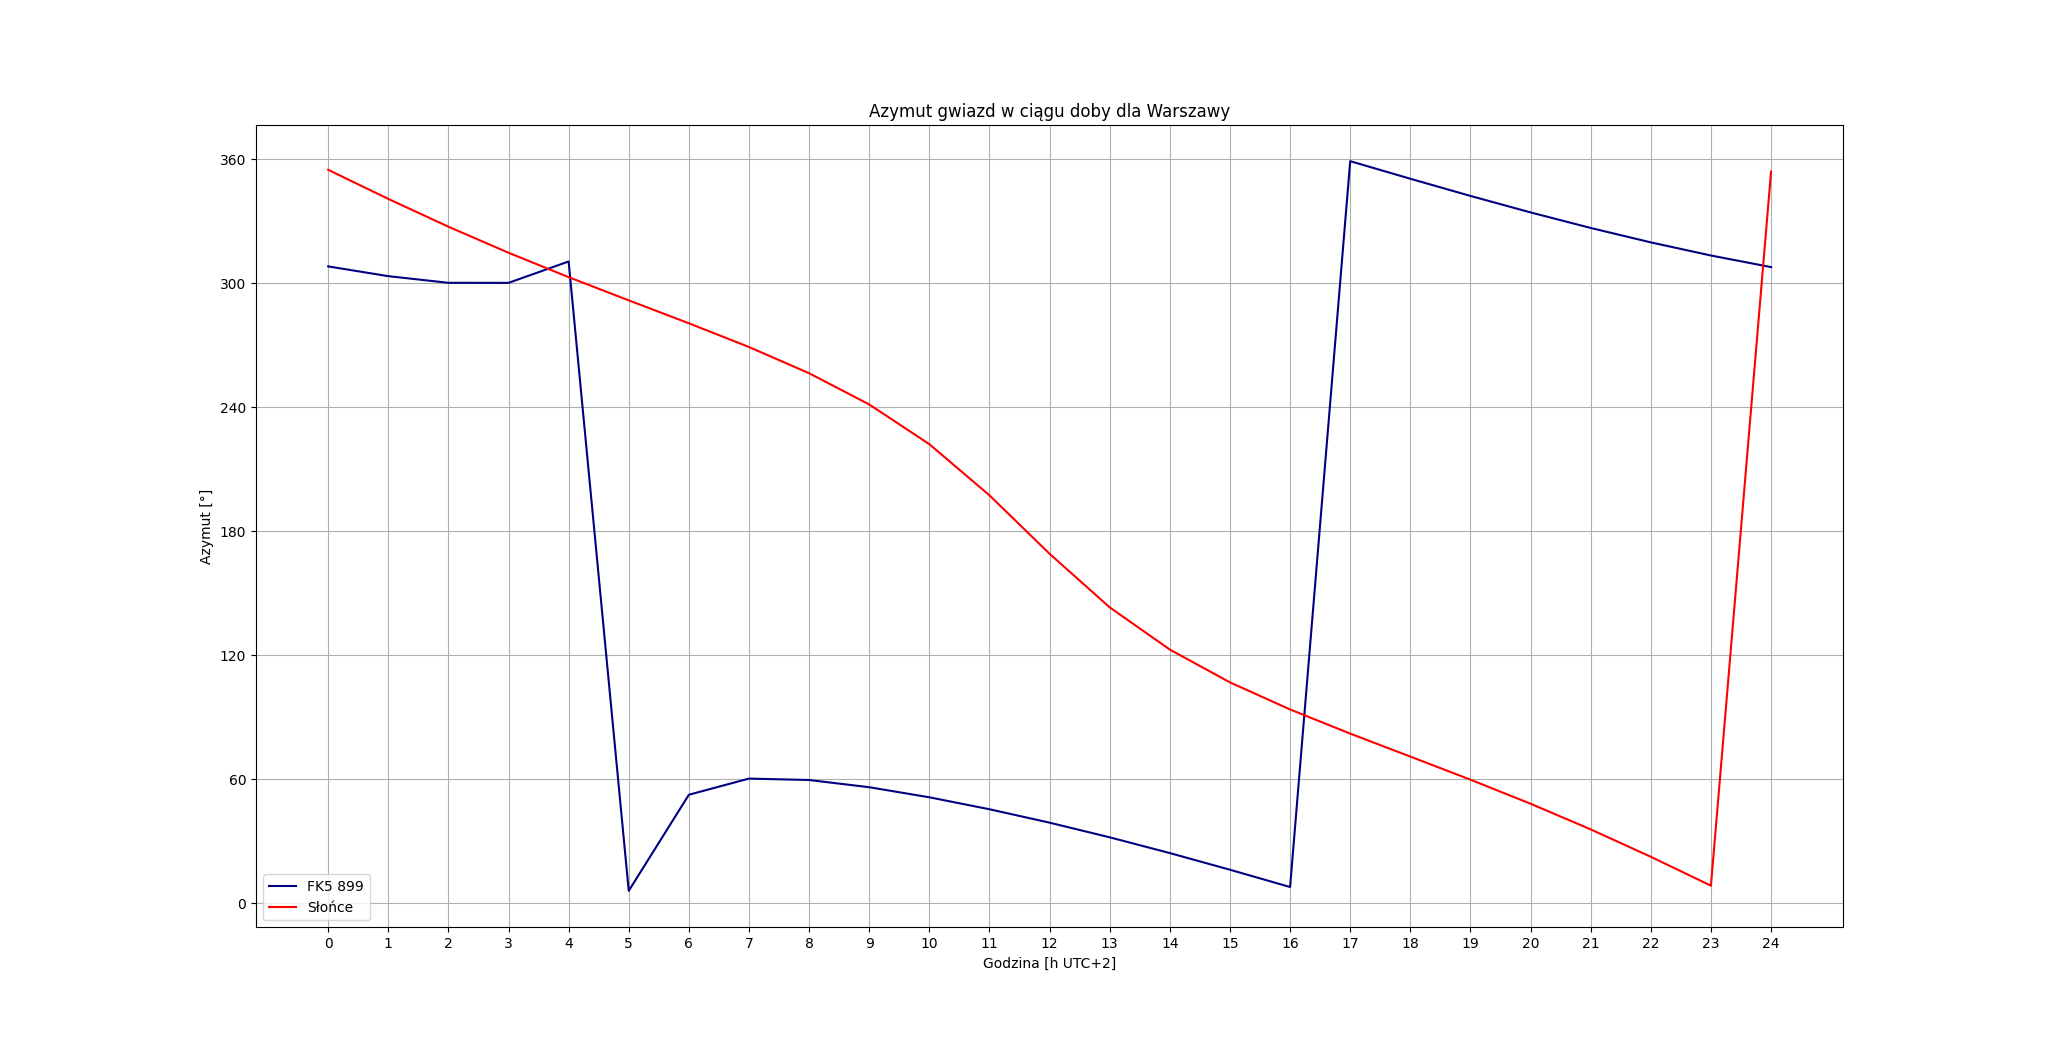 Azymut gwiazd w ciągu doby dla Warszawy
Azymut [°]
360
300
240
180
120
60
0
FK5 899
Słońce
0 1 2 3 4 5 6 7 8 9 10 11 12 13 14 15 16 17 18 19 20 21 22 23 24
Godzina [h UTC+2]